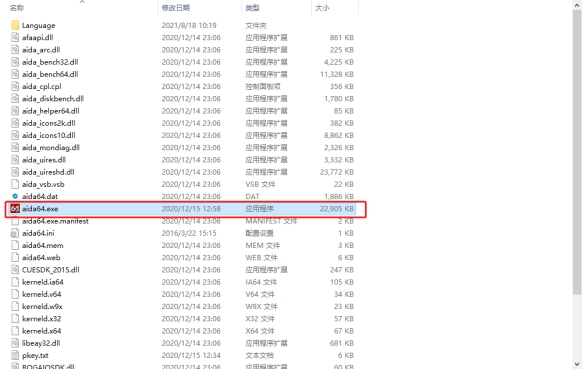 名称 修改日期 类型 大小
Language 2021/8/18 10:19 文件夹
afaapi.dll 2020/12/14 23:06 应用程序扩展 861 KB
aida_arc.dll 2020/12/14 23:06 应用程序扩展 225 KB
aida_bench32.dll 2020/12/14 23:06 应用程序扩展 4,225 KB
aida_bench64.dll 2020/12/14 23:06 应用程序扩展 11,328 KB
aida_cpl.cpl 2020/12/14 23:06 控制面板项 356 KB
aida_diskbench.dll 2020/12/14 23:06 应用程序扩展 1,780 KB
aida_helper64.dll 2020/12/14 23:06 应用程序扩展 85 KB
aida_icons2k.dll 2020/12/14 23:06 应用程序扩展 382 KB
aida_icons10.dll 2020/12/14 23:06 应用程序扩展 8,862 KB
aida_mondiag.dll 2020/12/14 23:06 应用程序扩展 2,326 KB
aida_uires.dll 2020/12/14 23:06 应用程序扩展 3,332 KB
aida_uireshd.dll 2020/12/14 23:06 应用程序扩展 23,772 KB
aida_vsb.vsb 2020/12/14 23:06 VSB 文件 22 KB
aida64.dat 2020/12/14 23:06 DAT 1,886 KB
aida64.exe 2020/12/15 12:58 应用程序 22,905 KB
aida64.exe.manifest 2020/12/14 23:06 MANIFEST 文件 2 KB
aida64.ini 2016/3/22 15:15 配置设置 3 KB
aida64.mem 2020/12/14 23:06 MEM 文件 3 KB
aida64.web 2020/12/14 23:06 WEB 文件 6 KB
CUESDK_2015.dll 2020/12/14 23:06 应用程序扩展 247 KB
kerneld.ia64 2020/12/14 23:06 IA64 文件 105 KB
kerneld.v64 2020/12/14 23:06 V64 文件 34 KB
kerneld.w9x 2020/12/14 23:06 W9X 文件 23 KB
kerneld.x32 2020/12/14 23:06 X32 文件 57 KB
kerneld.x64 2020/12/14 23:06 X64 文件 67 KB
libeay32.dll 2020/12/14 23:06 应用程序扩展 681 KB
pkey.txt 2020/12/15 12:34 文本文档 6 KB
ROGAIOSDK.dll 2020/12/14 23:06 应用程序扩展 60 KB